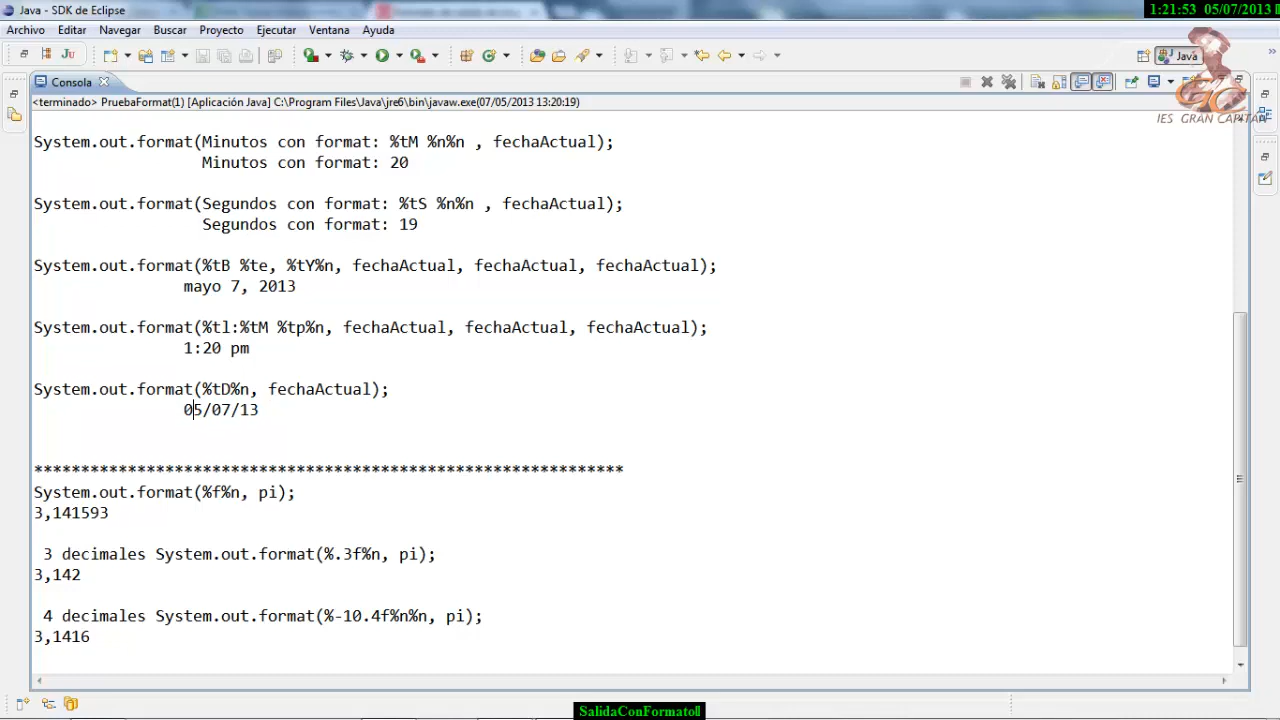 Java - SDK de Eclipse
1:21:53 05/07/2013
Archivo Editar Navegar Buscar Proyecto Ejecutar Ventana Ayuda
Ju
Java
Consola
IES GRAN CAPITAN
<terminado> PruebaFormat(1) [Aplicación Java] C:\Program Files\Java\jre6\bin\javaw.exe(07/05/2013 13:20:19)
System.out.format(Minutos con format: %tM %n%n , fechaActual);
Minutos con format: 20
System.out.format(Segundos con format: %tS %n%n , fechaActual);
Segundos con format: 19
System.out.format(%tB %te, %tY%n, fechaActual, fechaActual, fechaActual);
mayo 7, 2013
System.out.format(%tl:%tM %tp%n, fechaActual, fechaActual, fechaActual);
1:20 pm
System.out.format(%tD%n, fechaActual);
05/07/13
***************************************************************
System.out.format(%f%n, pi);
3,141593
3 decimales System.out.format(%.3f%n, pi);
3,142
4 decimales System.out.format(%-10.4f%n%n, pi);
3,1416
SalidaConFormato